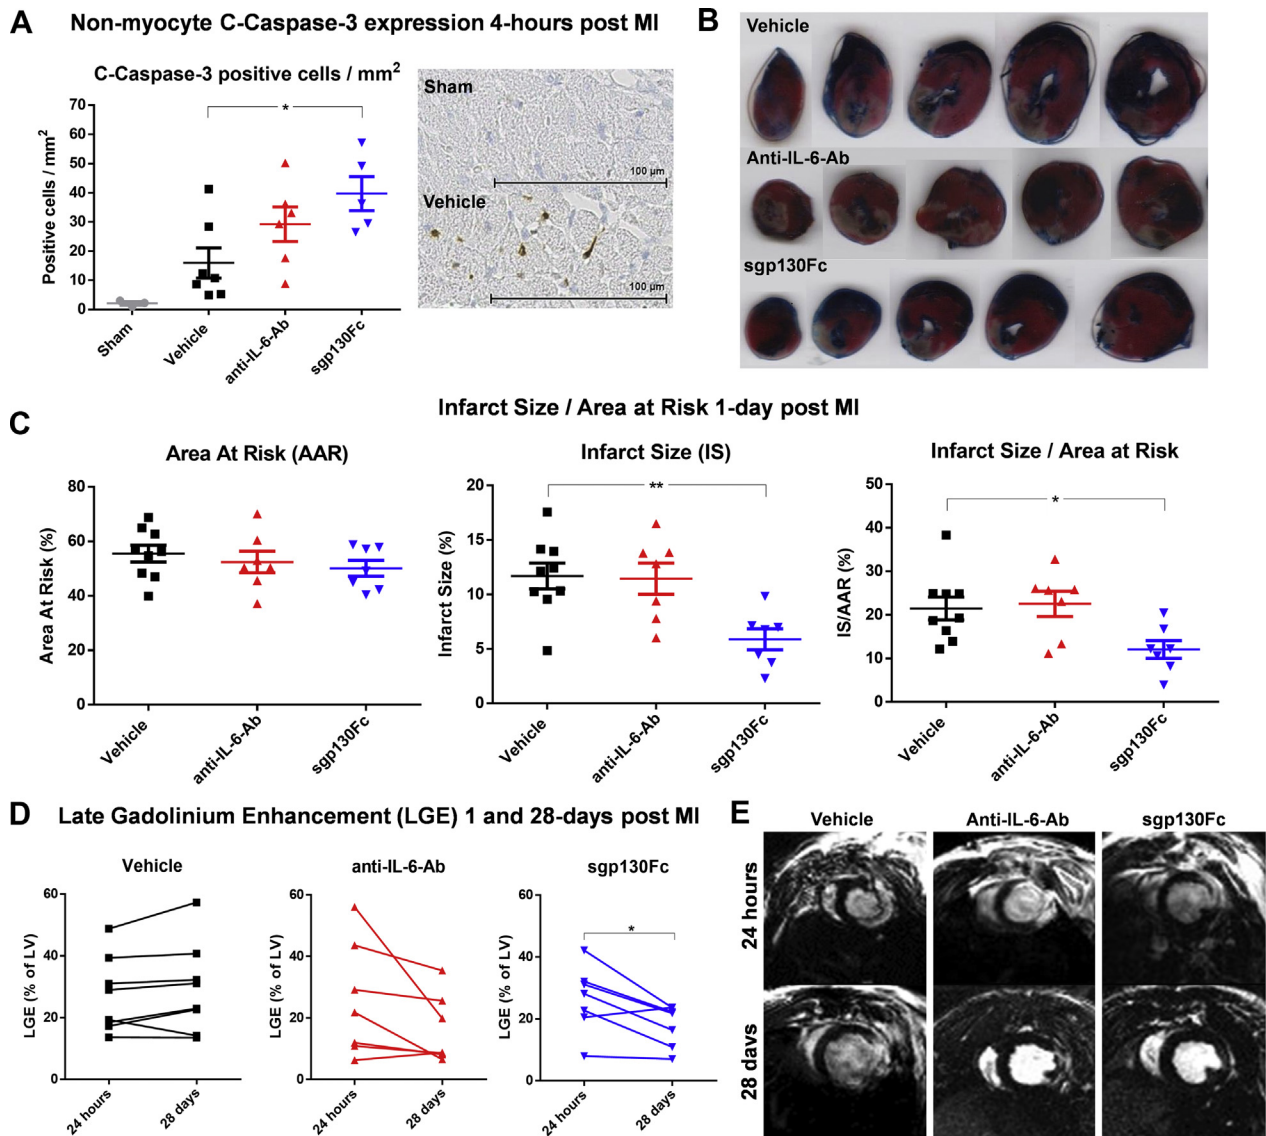 A
Non-myocyte C-Caspase-3 expression 4-hours post MI
C-Caspase-3 positive cells / mm2
Positive cells / mm2
70
60
50
40
30
20
10
0
*
Sham
Vehicle
anti-IL-6-Ab
sgp130Fc
Sham
100 µm
Vehicle
100 µm
B
Vehicle
Anti-IL-6-Ab
sgp130Fc
C
Infarct Size / Area at Risk 1-day post MI
Area At Risk (AAR)
Area At Risk (%)
80
60
40
20
0
Vehicle
anti-IL-6-Ab
sgp130Fc
Infarct Size (IS)
Infarct Size (%)
20
15
10
5
0
**
Vehicle
anti-IL-6-Ab
sgp130Fc
Infarct Size / Area at Risk
IS/AAR (%)
50
40
30
20
10
0
*
Vehicle
anti-IL-6-Ab
sgp130Fc
D
Late Gadolinium Enhancement (LGE) 1 and 28-days post MI
Vehicle
LGE (% of LV)
60
40
20
0
24 hours
28 days
anti-IL-6-Ab
LGE (% of LV)
60
40
20
0
24 hours
28 days
sgp130Fc
LGE (% of LV)
60
40
20
0
*
24 hours
28 days
E
Vehicle
Anti-IL-6-Ab
sgp130Fc
24 hours
28 days